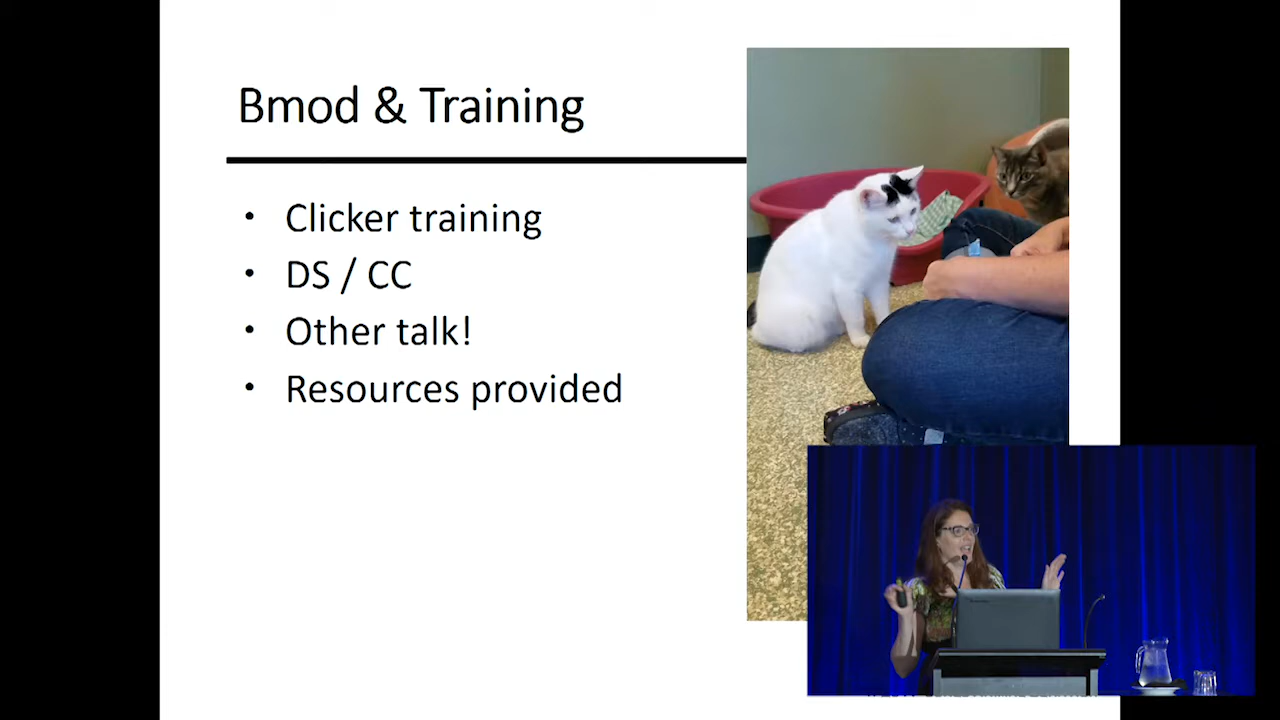 Bmod & Training
• Clicker training
• DS / CC
• Other talk!
• Resources provided